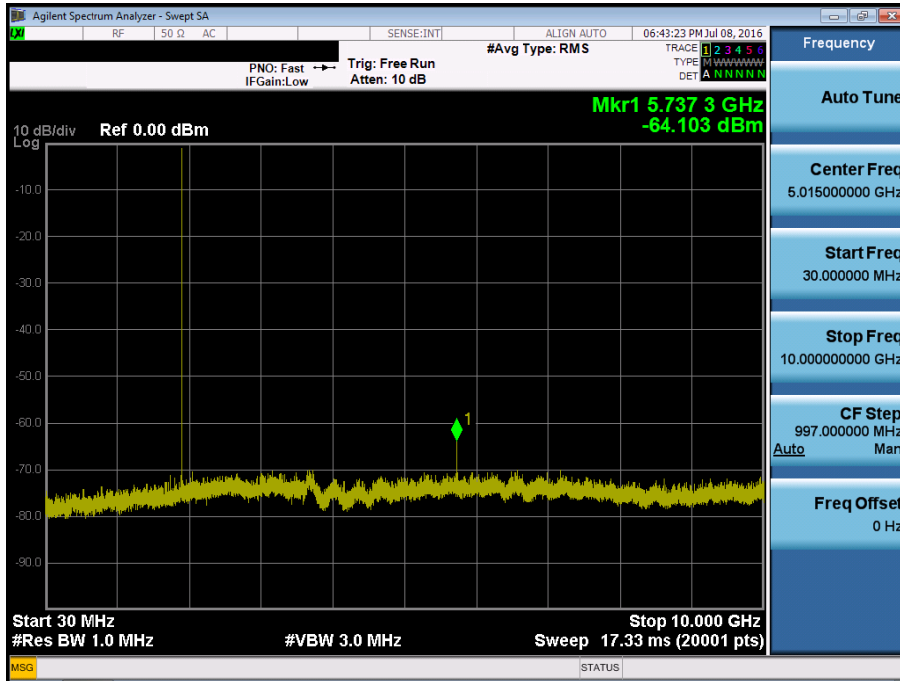 Agilent Spectrum Analyzer - Swept SA
LXI RF 50 Ω AC SENSE:INT ALIGN AUTO 06:43:23 PM Jul 08, 2016
#Avg Type: RMS
TRACE 1 2 3 4 5 6
TYPE M WWWWW
DET A N N N N N
PNO: Fast
IFGain:Low
Trig: Free Run
Atten: 10 dB
Mkr1 5.737 3 GHz
-64.103 dBm
10 dB/div Ref 0.00 dBm
Log
-10.0
-20.0
-30.0
-40.0
-50.0
-60.0
-70.0
-80.0
-90.0
1
Start 30 MHz
Stop 10.000 GHz
#Res BW 1.0 MHz
#VBW 3.0 MHz
Sweep 17.33 ms (20001 pts)
MSG
STATUS
Frequency
Auto Tune
Center Freq
5.015000000 GHz
Start Freq
30.000000 MHz
Stop Freq
10.000000000 GHz
CF Step
997.000000 MHz
Auto Man
Freq Offset
0 Hz